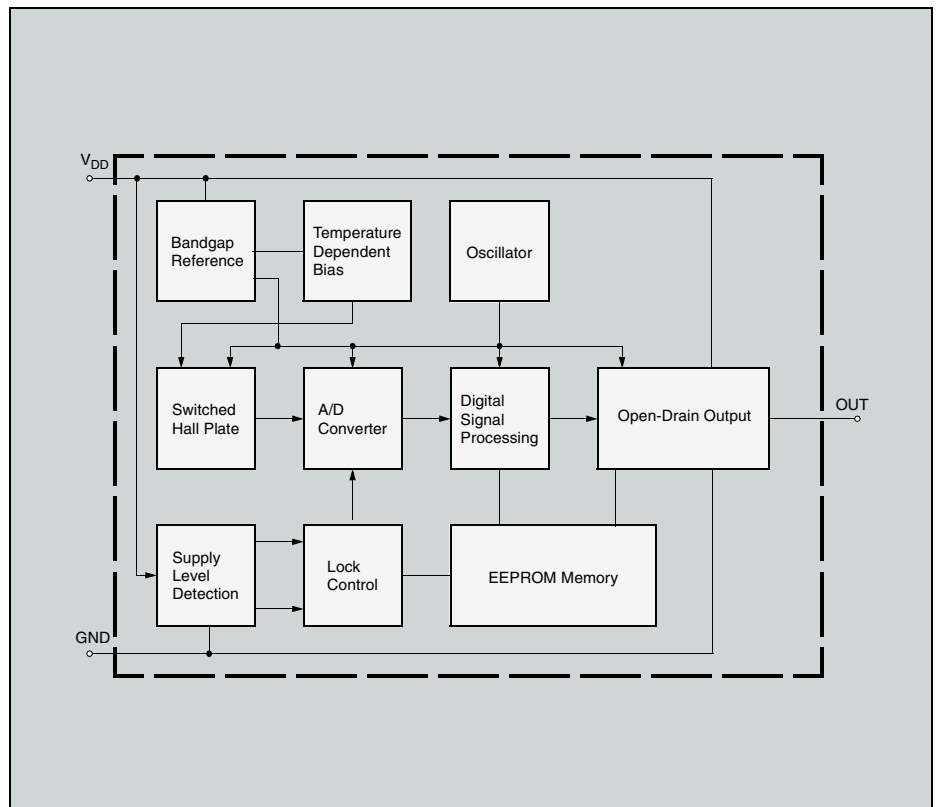 VDD
Bandgap
Reference
Temperature
Dependent
Bias
Oscillator
Switched
Hall Plate
A/D
Converter
Digital
Signal
Processing
Open-Drain Output
OUT
Supply
Level
Detection
Lock
Control
EEPROM Memory
GND